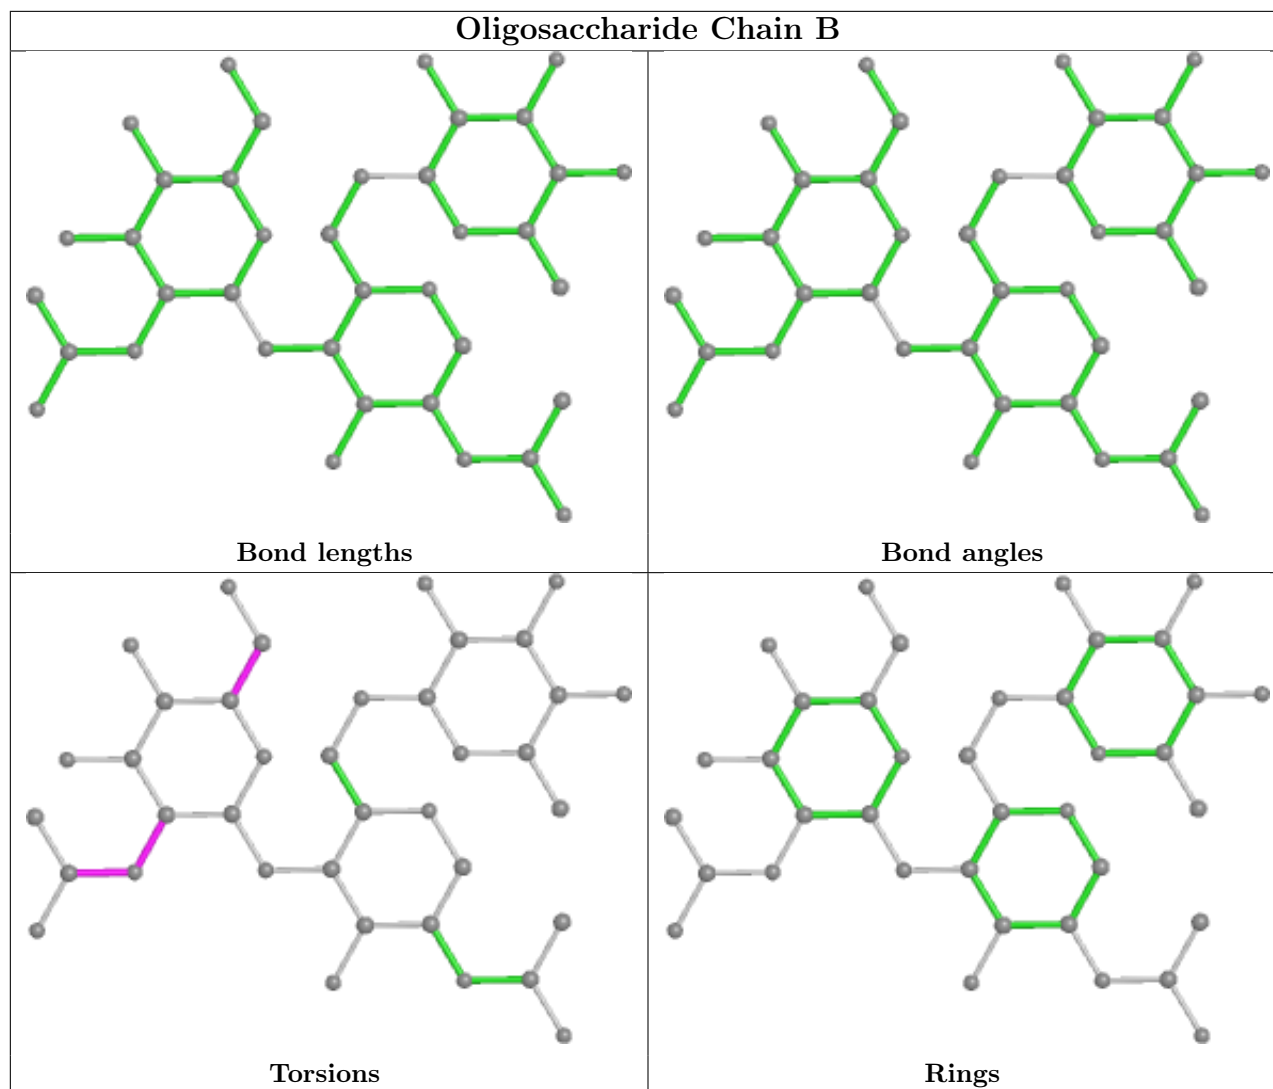 Oligosaccharide Chain B
Bond lengths
Bond angles
Torsions
Rings